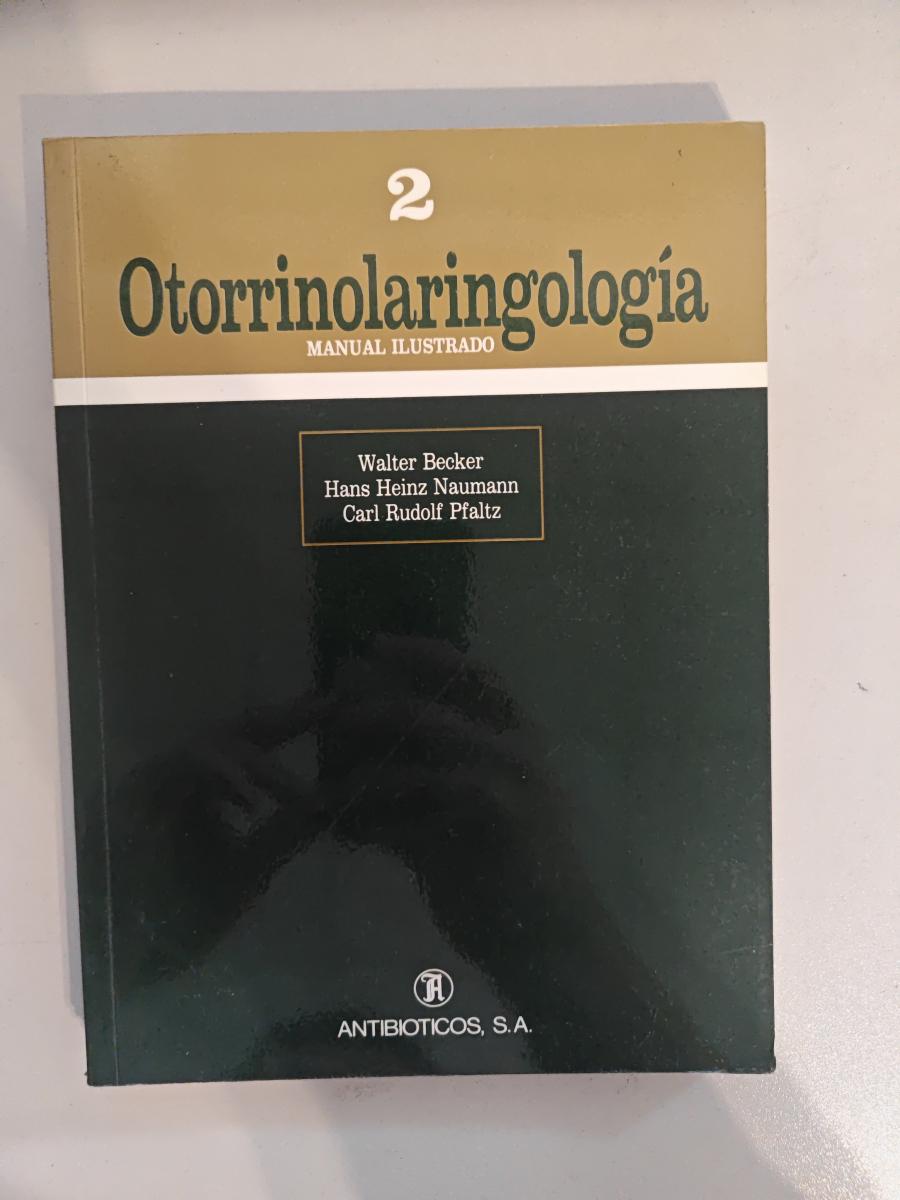 2
Otorrinolaringología
MANUAL ILUSTRADO
Walter Becker
Hans Heinz Naumann
Carl Rudolf Pfaltz
A
ANTIBIOTICOS, S.A.